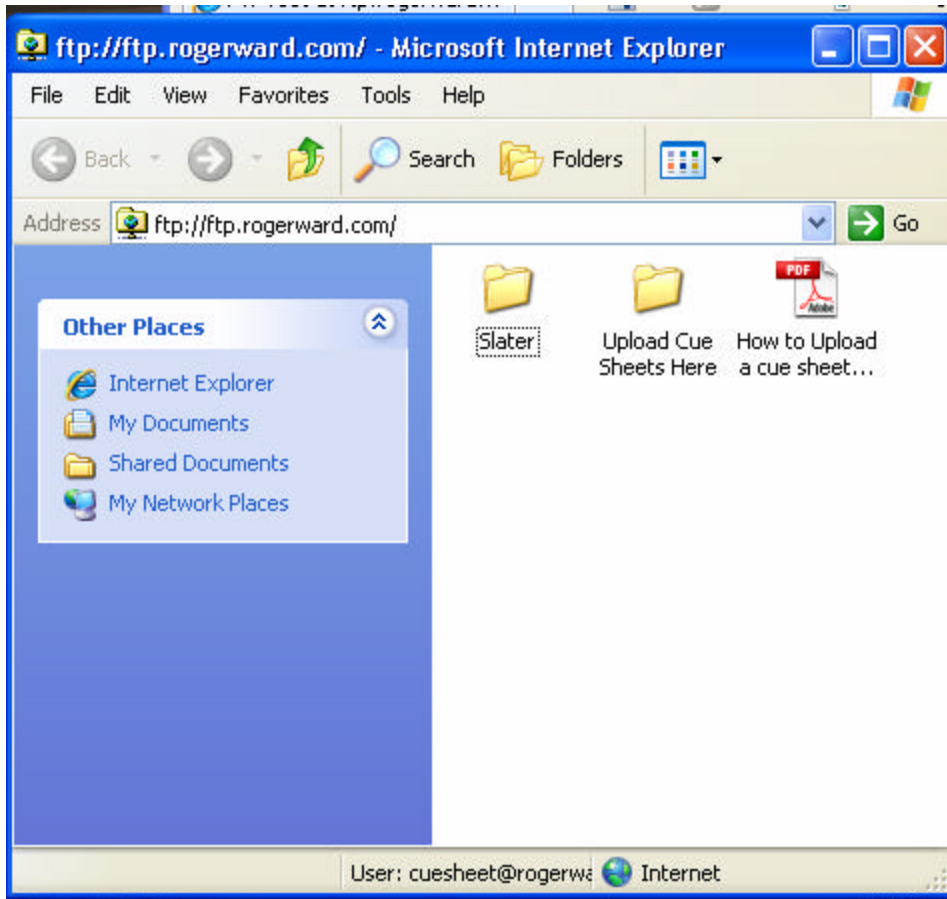 ftp://ftp.rogerward.com/ - Microsoft Internet Explorer
File Edit View Favorites Tools Help
Back Search Folders
Address ftp://ftp.rogerward.com/ Go
Other Places
Internet Explorer
My Documents
Shared Documents
My Network Places
Slater
Upload Cue
Sheets Here
PDF
Adobe
How to Upload
a cue sheet...
User: cuesheet@rogerwa Internet